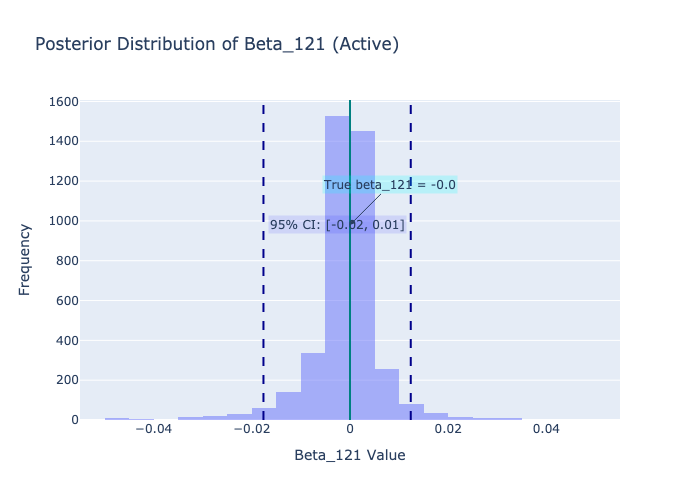 Posterior Distribution of Beta_121 (Active)
1600
1400
1200
1000
800
600
400
200
0
Frequency
True beta_121 = -0.0
95% CI: [-0.02, 0.01]
−0.04
−0.02
0
0.02
0.04
Beta_121 Value